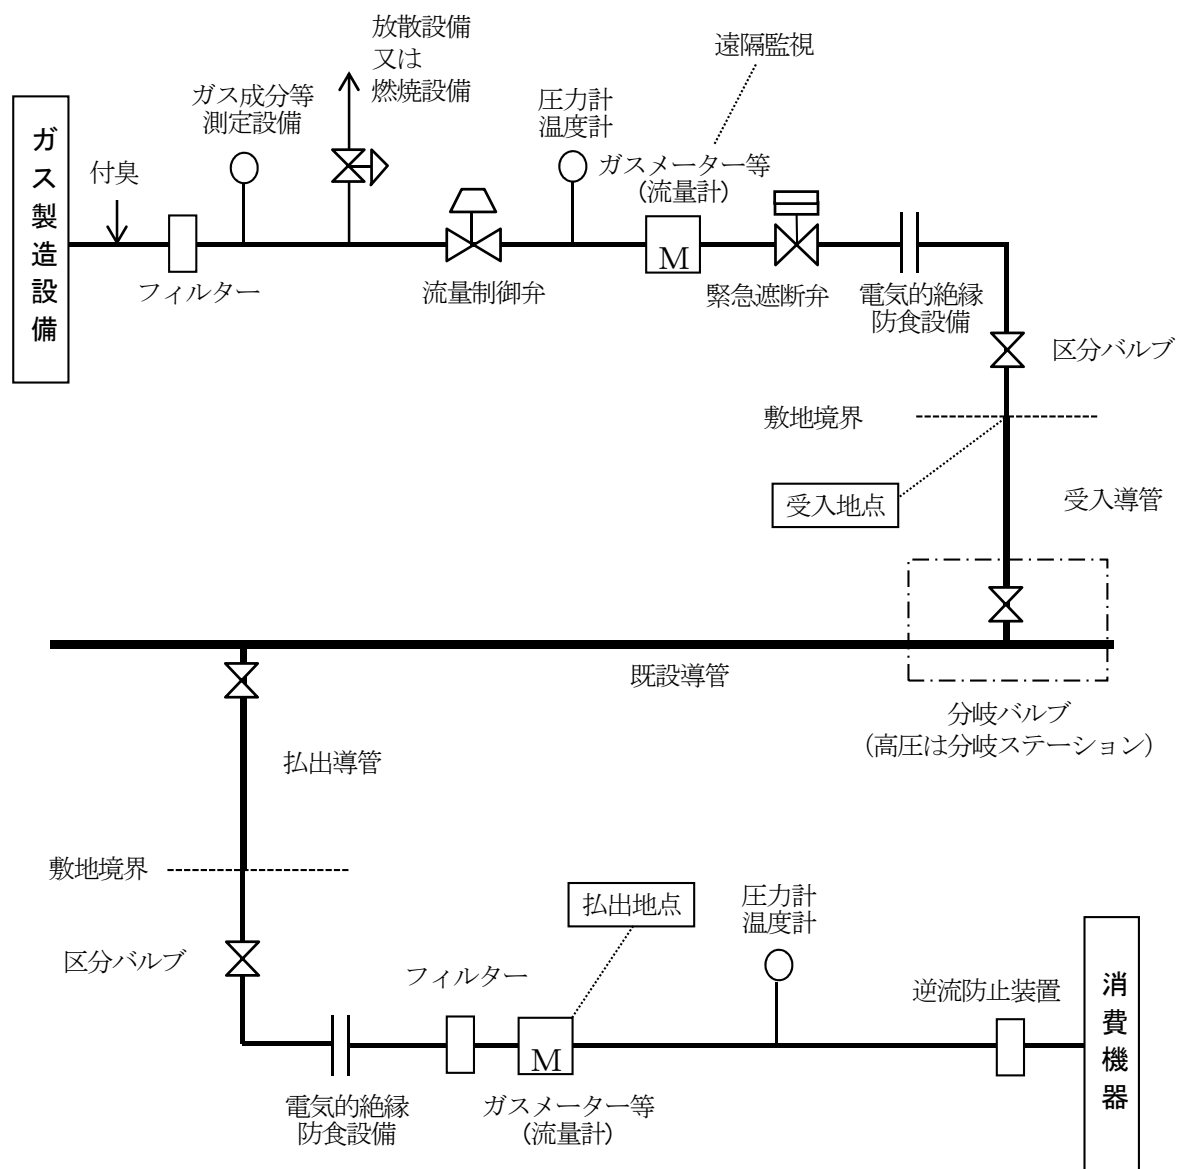 放散設備
又は
燃焼設備
遠隔監視
ガス成分等
測定設備
圧力計
温度計
ガス製造設備
付臭
ガスメーター等
(流量計)
M
フィルター
流量制御弁
緊急遮断弁
電気的絶縁
防食設備
区分バルブ
敷地境界
受入地点
受入導管
既設導管
分岐バルブ
(高圧は分岐ステーション)
払出導管
敷地境界
払出地点
圧力計
温度計
区分バルブ
フィルター
逆流防止装置
消費機器
M
電気的絶縁
防食設備
ガスメーター等
(流量計)